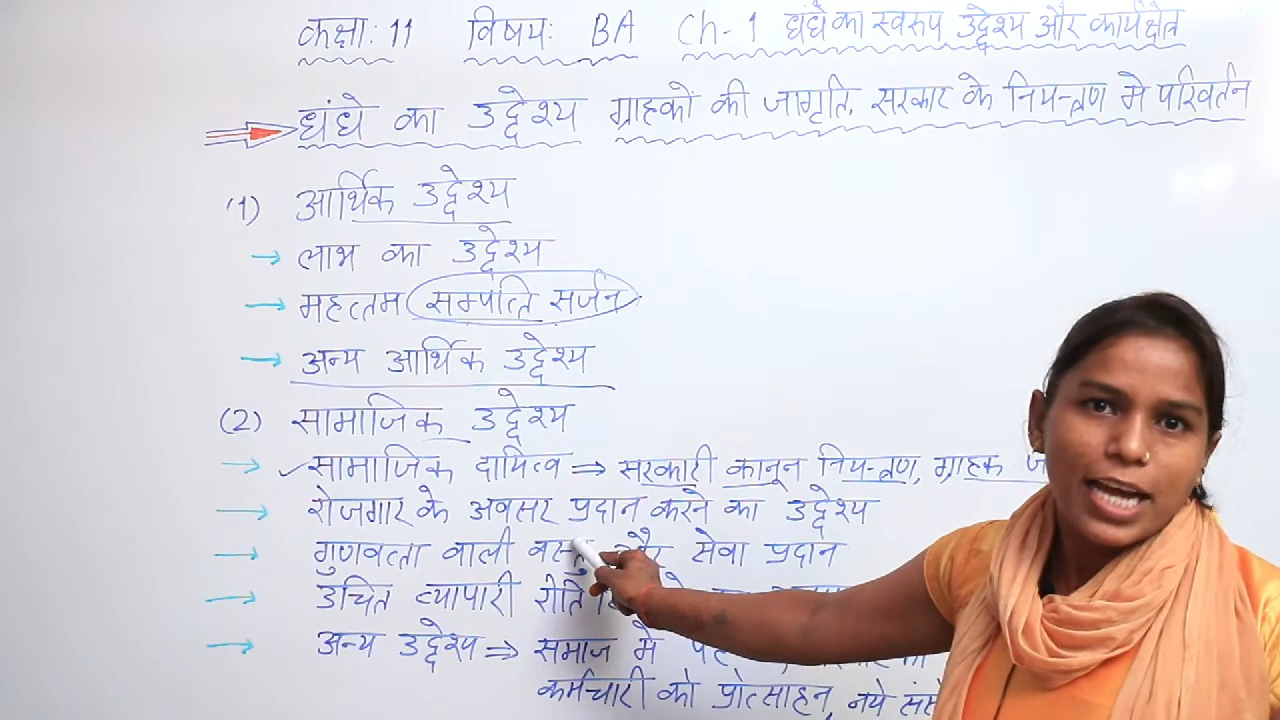 कक्षा: 11 विषय: BA Ch-1 धंधे का स्वरुप उद्देश्य और कार्यक्षेत्र
धंधे का उद्देश्य ग्राहकों की जागृति, सरकार के नियन्त्रण मे परिवर्तन
(1) आर्थिक उद्देश्य
→ लाभ का उद्देश्य
→ महत्तम सम्पत्ति सर्जन
→ अन्य आर्थिक उद्देश्य
(2) सामाजिक उद्देश्य
→ सामाजिक दायित्व ⇒ सरकारी कानून नियन्त्रण, ग्राहक
→ रोजगार के अवसर प्रदान करने का उद्देश्य
→ गुणवत्ता वाली वस्तु और सेवा प्रदान
→ उचित व्यापारी रीति
→ अन्य उद्देश्य ⇒ समाज मे
कर्मचारी को प्रोत्साहन, नये